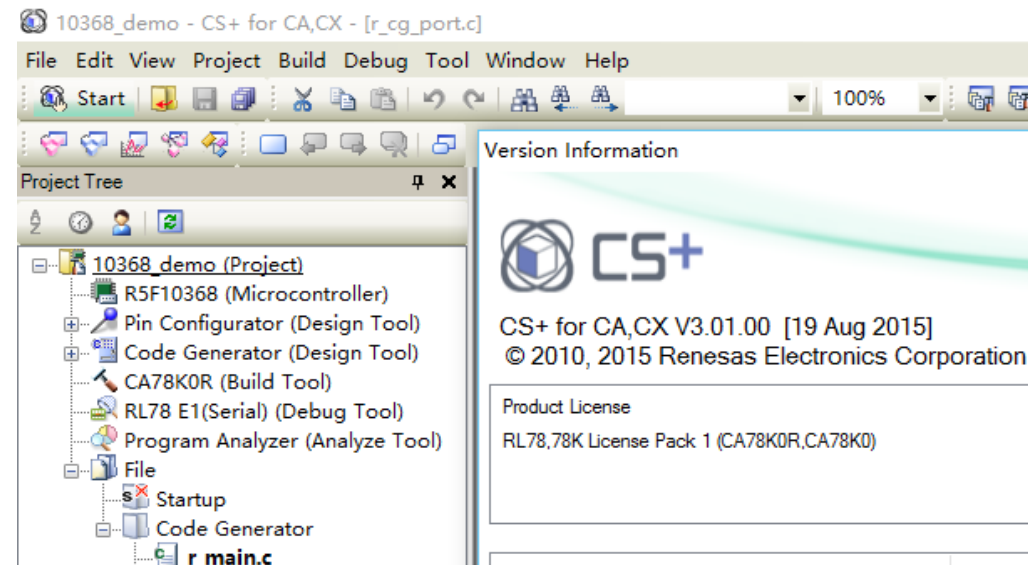 10368_demo - CS+ for CA,CX - [r_cg_port.c]
File Edit View Project Build Debug Tool Window Help
Start
100%
Version Information
Project Tree
10368_demo (Project)
R5F10368 (Microcontroller)
Pin Configurator (Design Tool)
Code Generator (Design Tool)
CA78K0R (Build Tool)
RL78 E1(Serial) (Debug Tool)
Program Analyzer (Analyze Tool)
File
Startup
Code Generator
r_main.c
CS+
CS+ for CA,CX V3.01.00 [19 Aug 2015]
© 2010, 2015 Renesas Electronics Corporation
Product License
RL78,78K License Pack 1 (CA78K0R,CA78K0)